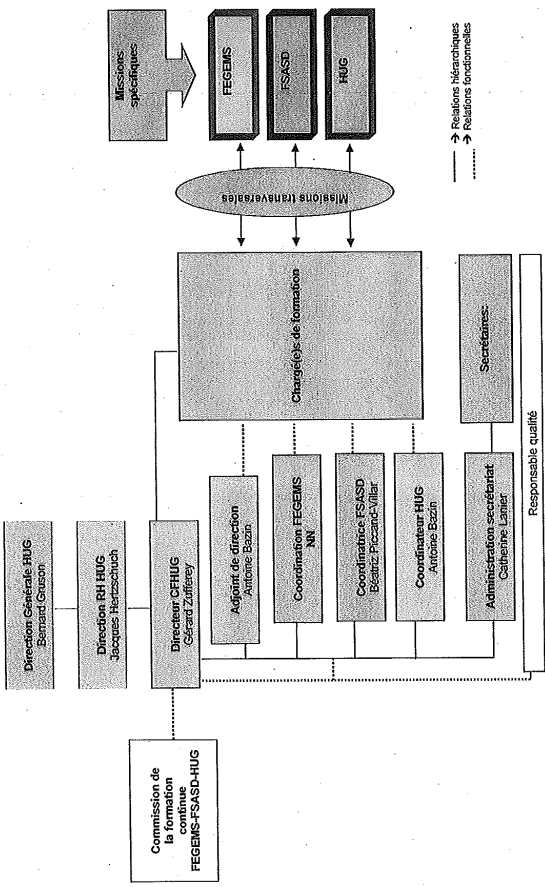 Direction Générale HUG
Bernard Gruson
Direction RH HUG
Jacques Hertzschuch
Commission de
la formation
continue
FEGEMS-FSASD-HUG
Directeur CFHUG
Gérard Zufferey
Adjoint de direction
Antoine Bazin
Coordination FEGEMS
NN
Coordinatrice FSASD
Béatriz Piccand-Villar
Coordinateur HUG
Antoine Bazin
Administration secrétariat
Catherine Lanier
Secrétaires:
Responsable qualité
Chargé(e)s de formation
Missions transversales
Missions
spécifiques
FEGEMS
FSASD
HUG
→ Relations hiérarchiques
→ Relations fonctionnelles